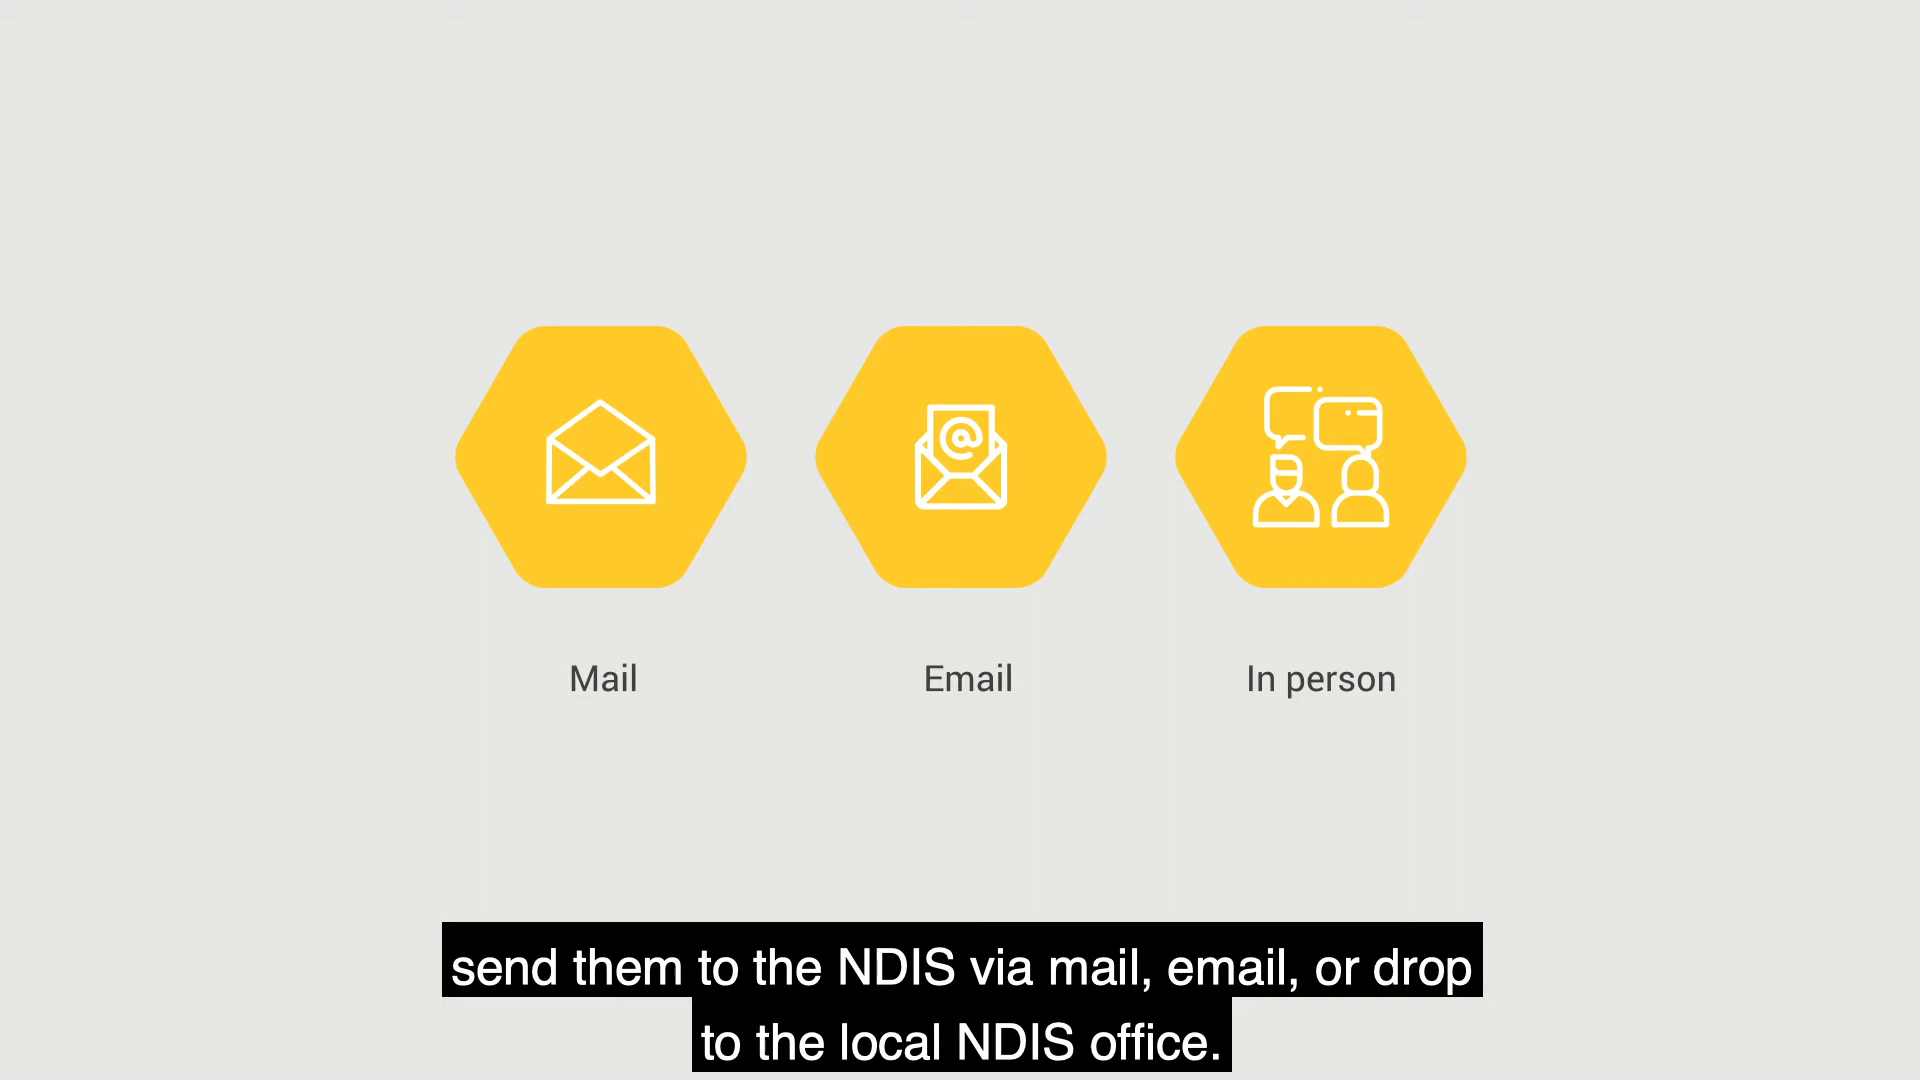 Mail
Email
In person
send them to the NDIS via mail, email, or drop
to the local NDIS office.